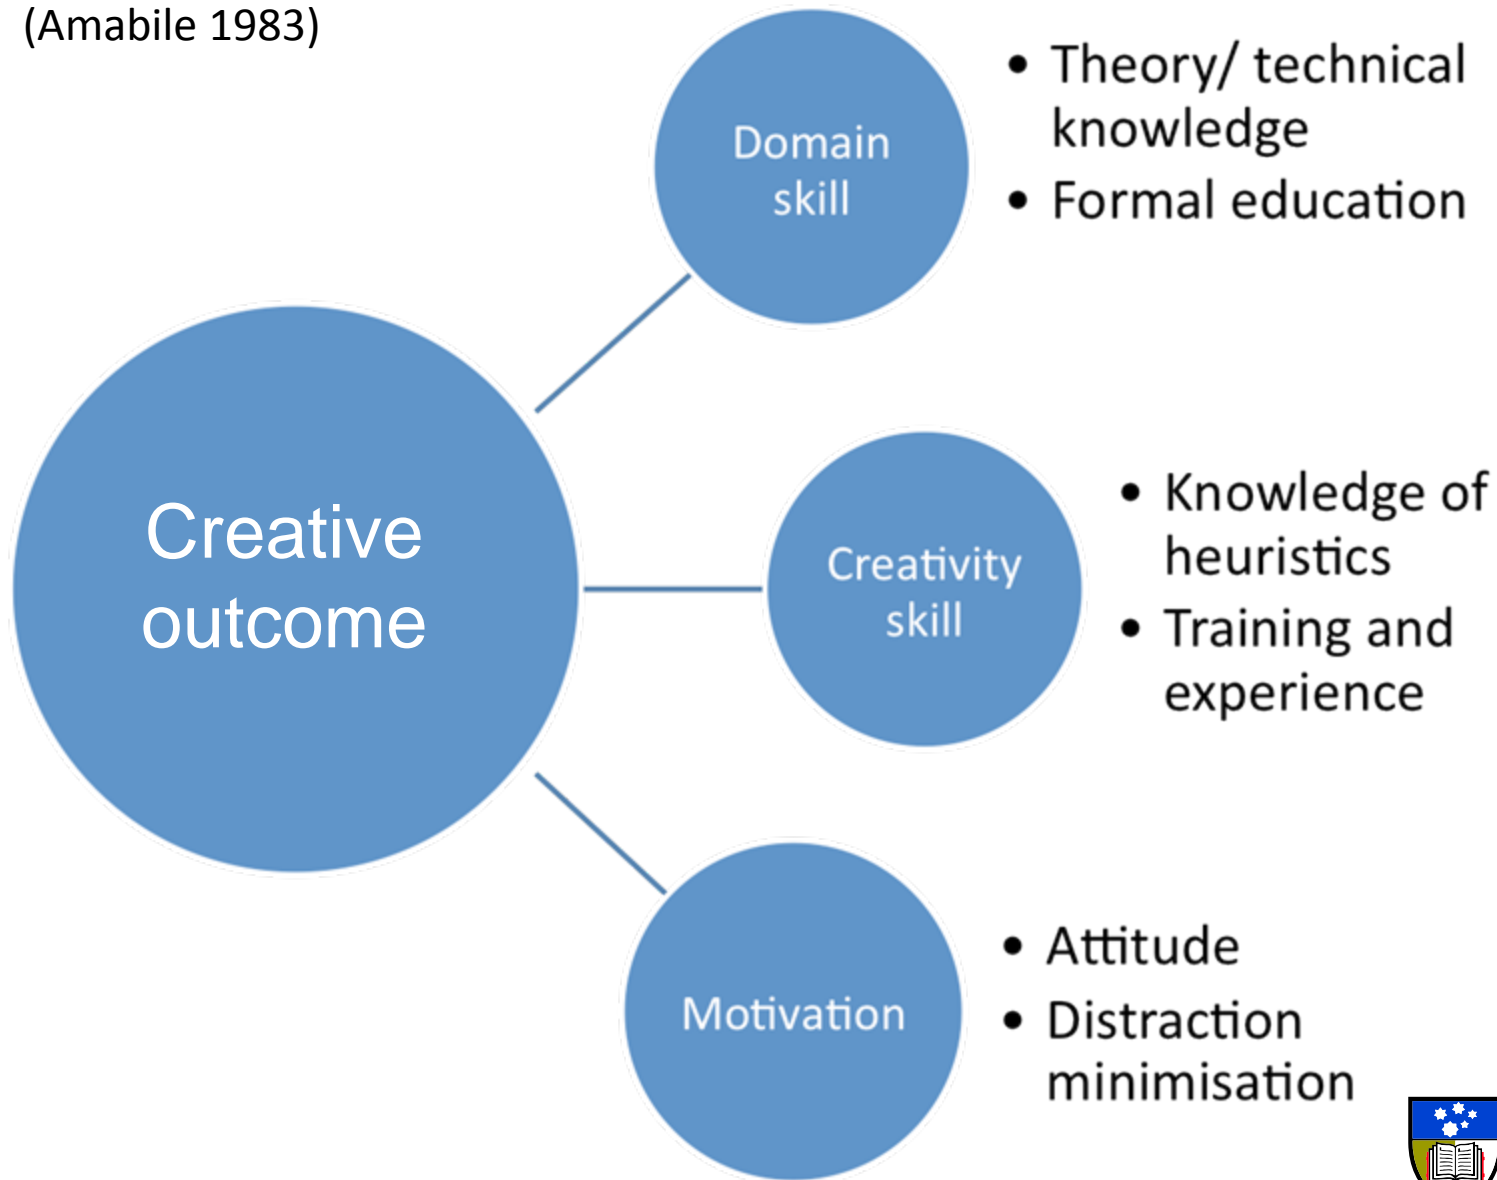 (Amabile 1983)
Domain
skill
• Theory/ technical
knowledge
• Formal education
Creative
outcome
Creativity
skill
• Knowledge of
heuristics
• Training and
experience
Motivation
• Attitude
• Distraction
minimisation